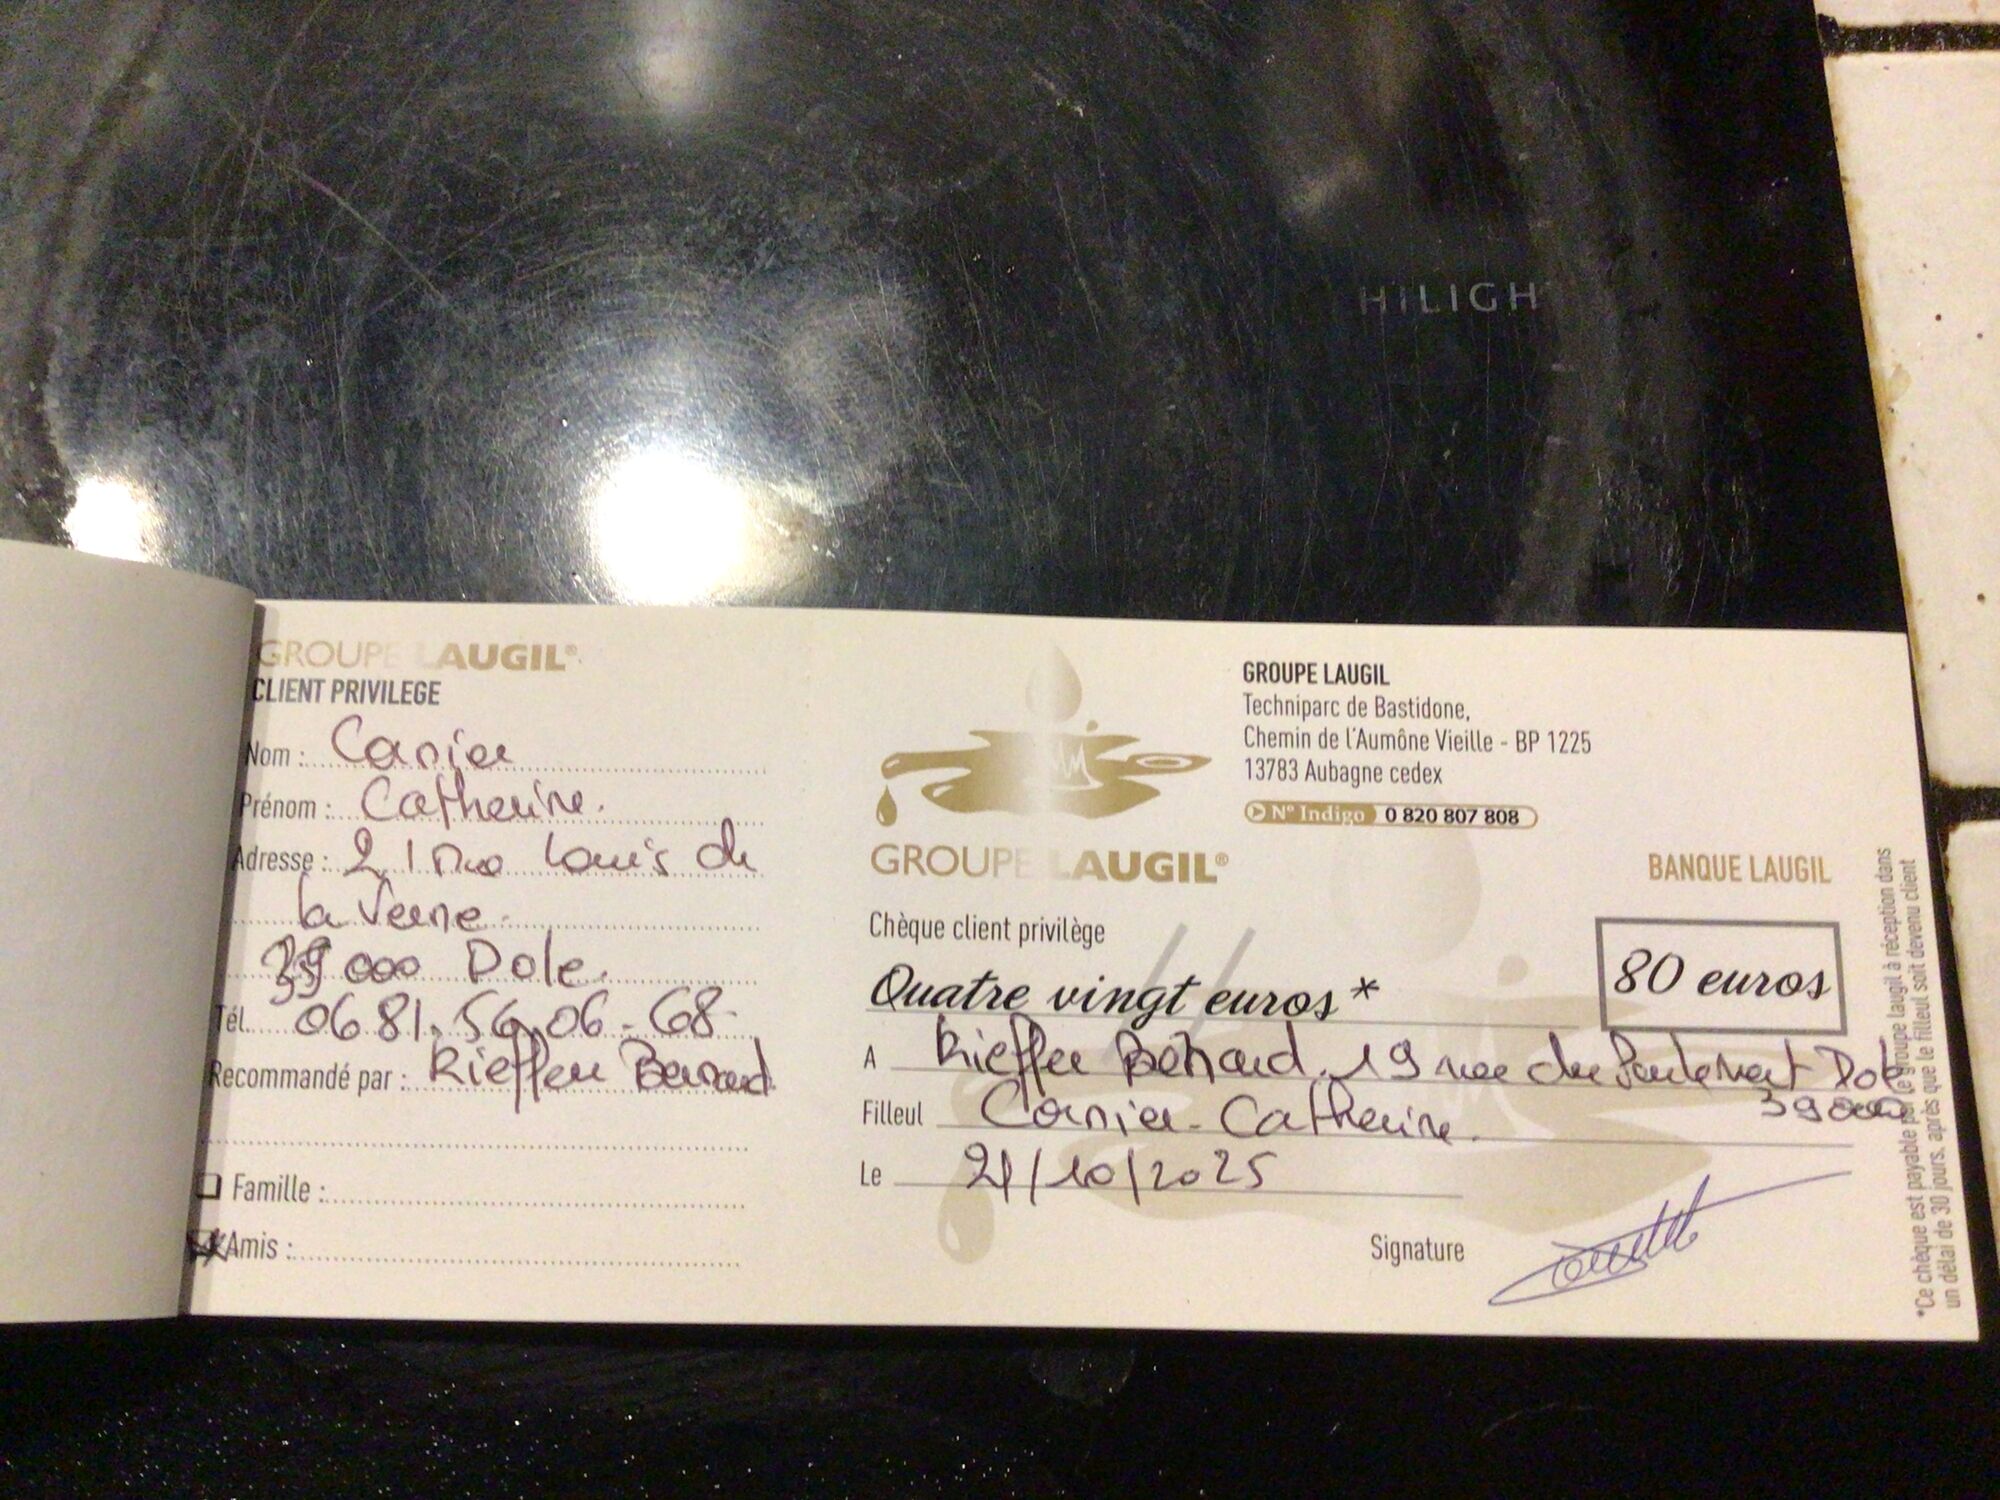 HILIGH
GROUPE LAUGIL®
CLIENT PRIVILEGE
Nom : Carier
Prénom : Catherine.
Adresse : 21 rue Louis de
la Verne.
39000 Dole.
Tél. 06 81.56.06-68.
Recommandé par : Rieffer Bernard
Famille :
Amis :
GROUPE LAUGIL®
GROUPE LAUGIL
Techniparc de Bastidone,
Chemin de l'Aumône Vieille - BP 1225
13783 Aubagne cedex
N° Indigo 0 820 807 808
BANQUE LAUGIL
Chèque client privilège
Quatre vingt euros*
80 euros
A Rieffer Bernard. 19 rue du Dole
39000
Filleul Carier-Catherine.
Le 21/10/2025
Signature
*Ce chèque est payable par le groupe laugil à réception dans
un délai de 30 jours, après que le filleul soit devenu client